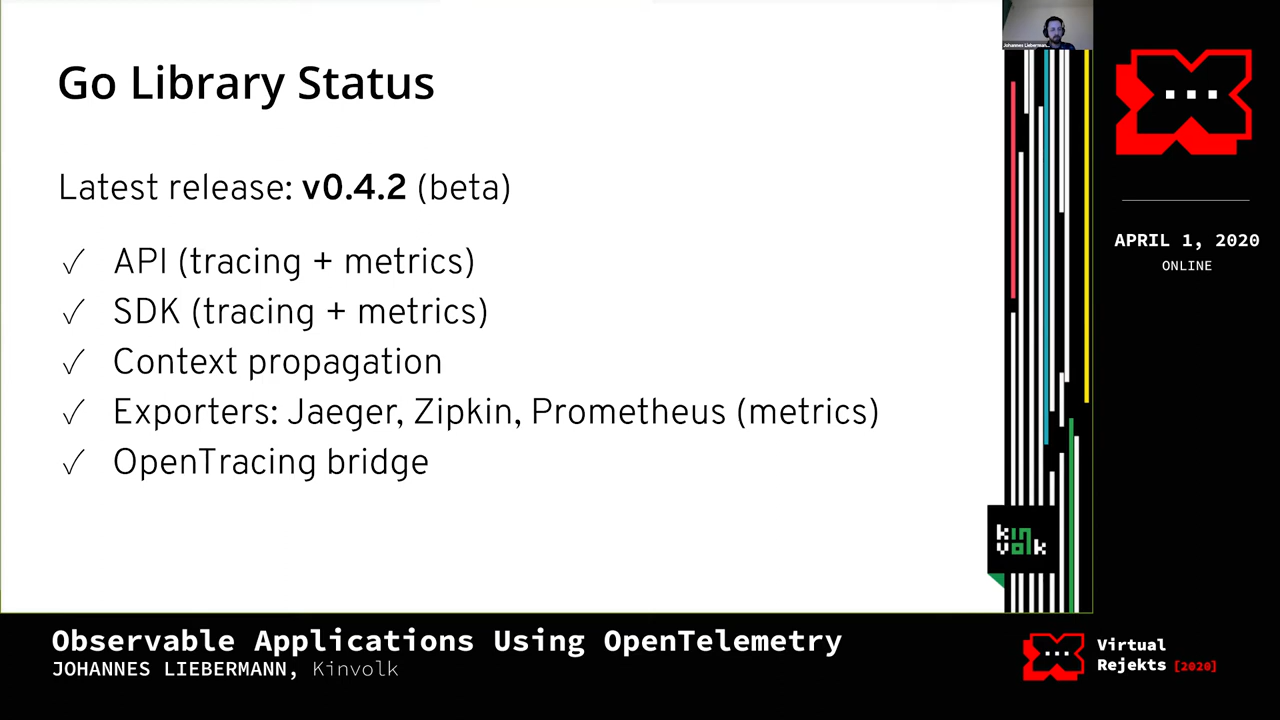 Go Library Status
Latest release: v0.4.2 (beta)
✓ API (tracing + metrics)
✓ SDK (tracing + metrics)
✓ Context propagation
✓ Exporters: Jaeger, Zipkin, Prometheus (metrics)
✓ OpenTracing bridge
kin
volk
APRIL 1, 2020
ONLINE
Observable Applications Using OpenTelemetry
JOHANNES LIEBERMANN, Kinvolk
Virtual
Rejekts [2020]